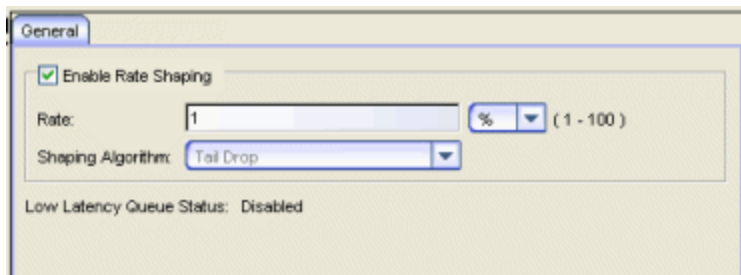 General
Enable Rate Shaping
Rate: 1 % ( 1 - 100 )
Shaping Algorithm: Tail Drop
Low Latency Queue Status: Disabled